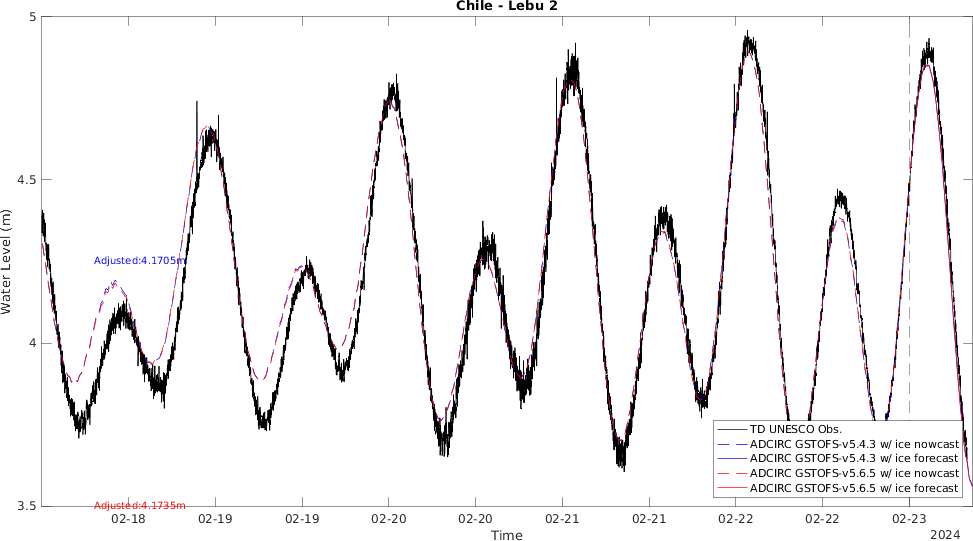 Chile - Lebu 2
5
4.5
4
3.5
Water Level (m)
Adjusted:4.1705m
Adjusted:4.1735m
TD UNESCO Obs.
ADCIRC GSTOFS-v5.4.3 w/ ice nowcast
ADCIRC GSTOFS-v5.4.3 w/ ice forecast
ADCIRC GSTOFS-v5.6.5 w/ ice nowcast
ADCIRC GSTOFS-v5.6.5 w/ ice forecast
02-18 02-19 02-19 02-20 02-20 02-21 02-21 02-22 02-22 02-23
Time
2024